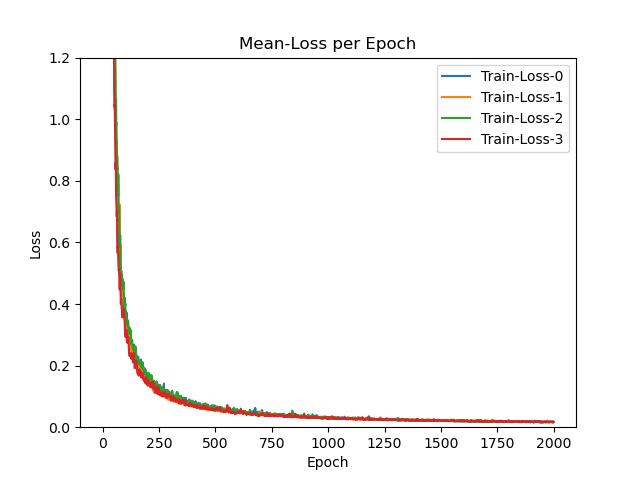 Mean-Loss per Epoch
1.2
1.0
0.8
0.6
0.4
0.2
0.0
Loss
Train-Loss-0
Train-Loss-1
Train-Loss-2
Train-Loss-3
0 250 500 750 1000 1250 1500 1750 2000
Epoch